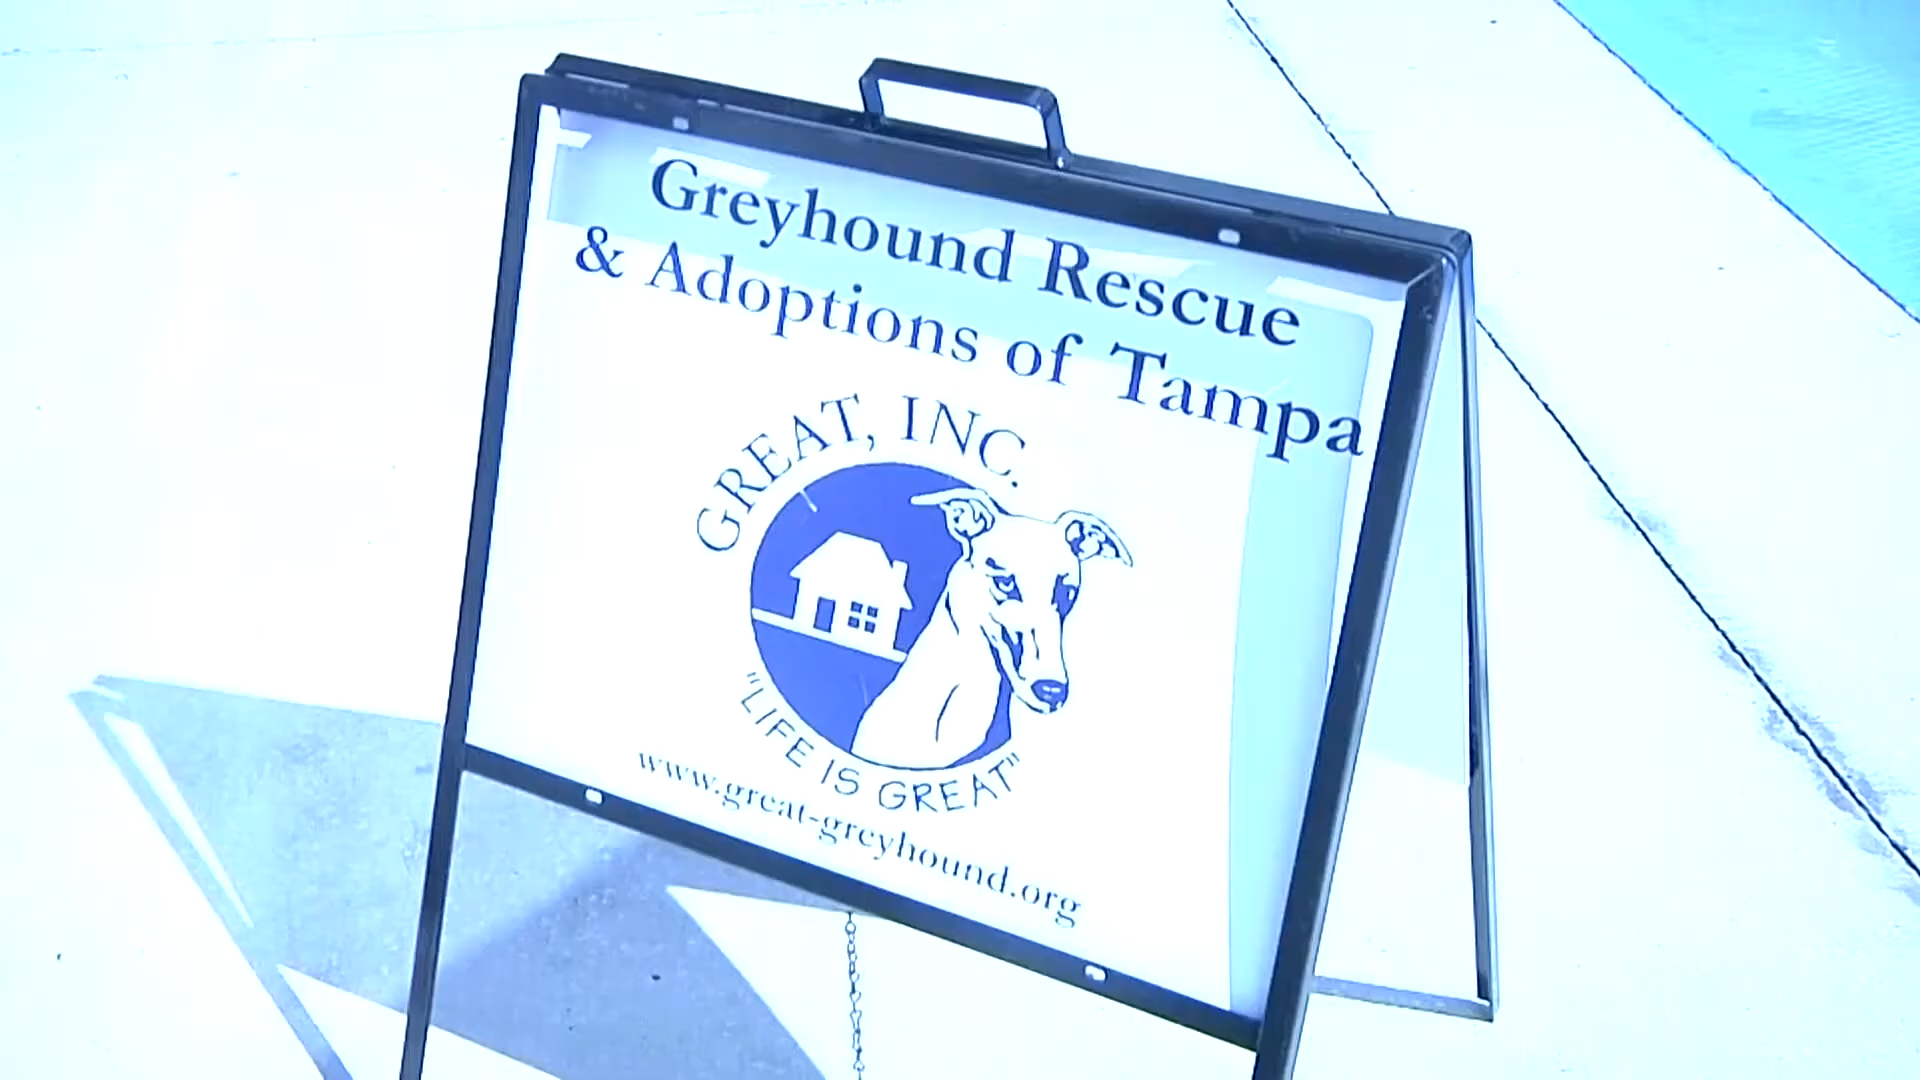 Greyhound Rescue
& Adoptions of Tampa
GREAT, INC.
"LIFE IS GREAT"
www.great-greyhound.org